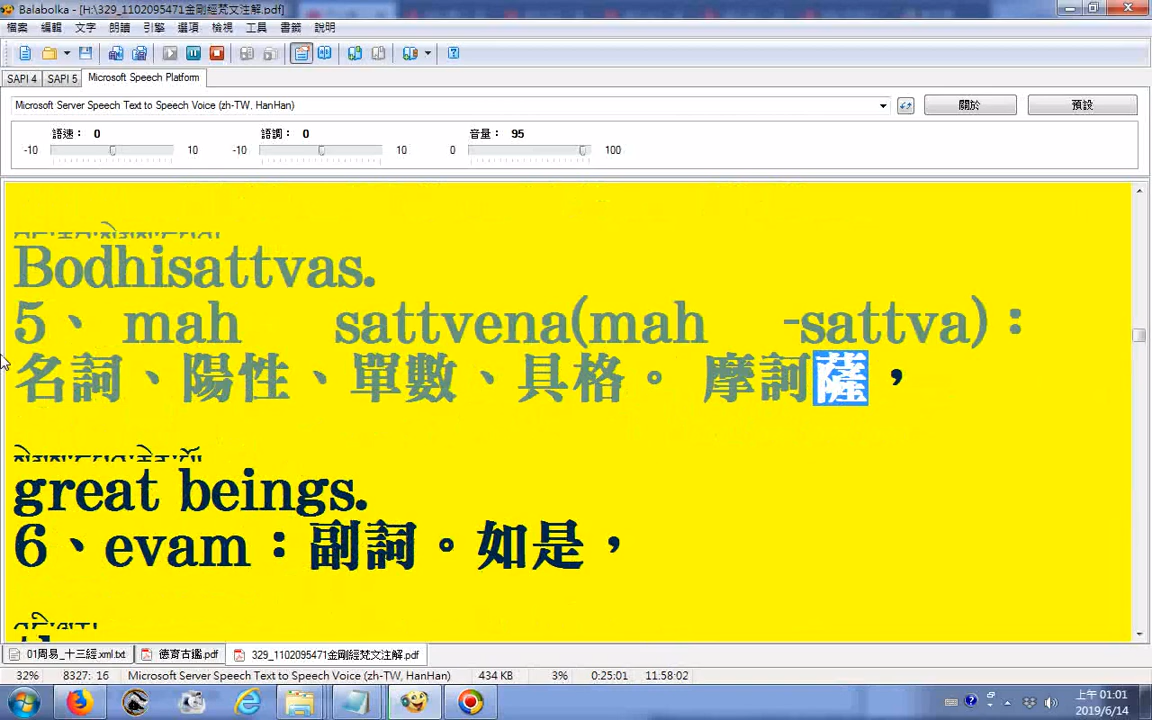 Balabolka - [H:\329_1102095471金剛經梵文注解.pdf]
檔案 編輯 文字 朗讀 引擎 選項 檢視 工具 書籤 說明
SAPI 4 SAPI 5 Microsoft Speech Platform
Microsoft Server Speech Text to Speech Voice (zh-TW, HanHan) 關於 預設
語速： 0 語調： 0 音量： 95
-10 10 -10 10 0 100
Bodhisattvas.
5、 mah sattvena(mah -sattva)：
名詞、陽性、單數、具格。 摩訶薩，
great beings.
6、evam：副詞。如是，
01周易_十三經.xml.txt 德育古鑑.pdf 329_1102095471金剛經梵文注解.pdf
32% 8327: 16 Microsoft Server Speech Text to Speech Voice (zh-TW, HanHan) 434 KB 3% 0:25:01 11:58:02
上午 01:01
2019/6/14